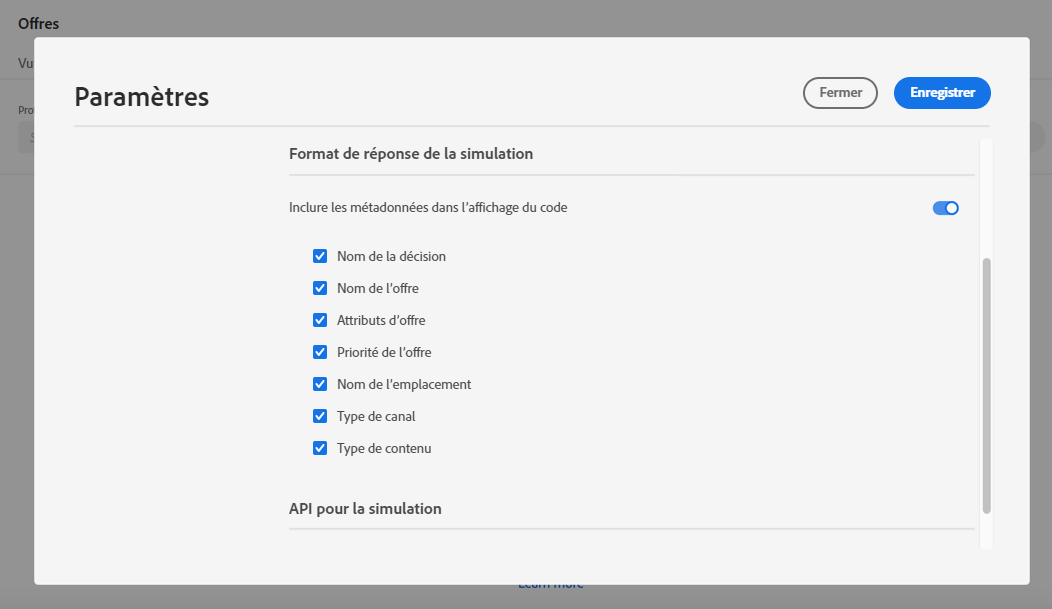 Offres
Vu
Pro
S
Paramètres
Fermer
Enregistrer
Format de réponse de la simulation
Inclure les métadonnées dans l’affichage du code
Nom de la décision
Nom de l’offre
Attributs d’offre
Priorité de l’offre
Nom de l’emplacement
Type de canal
Type de contenu
API pour la simulation
Learn more